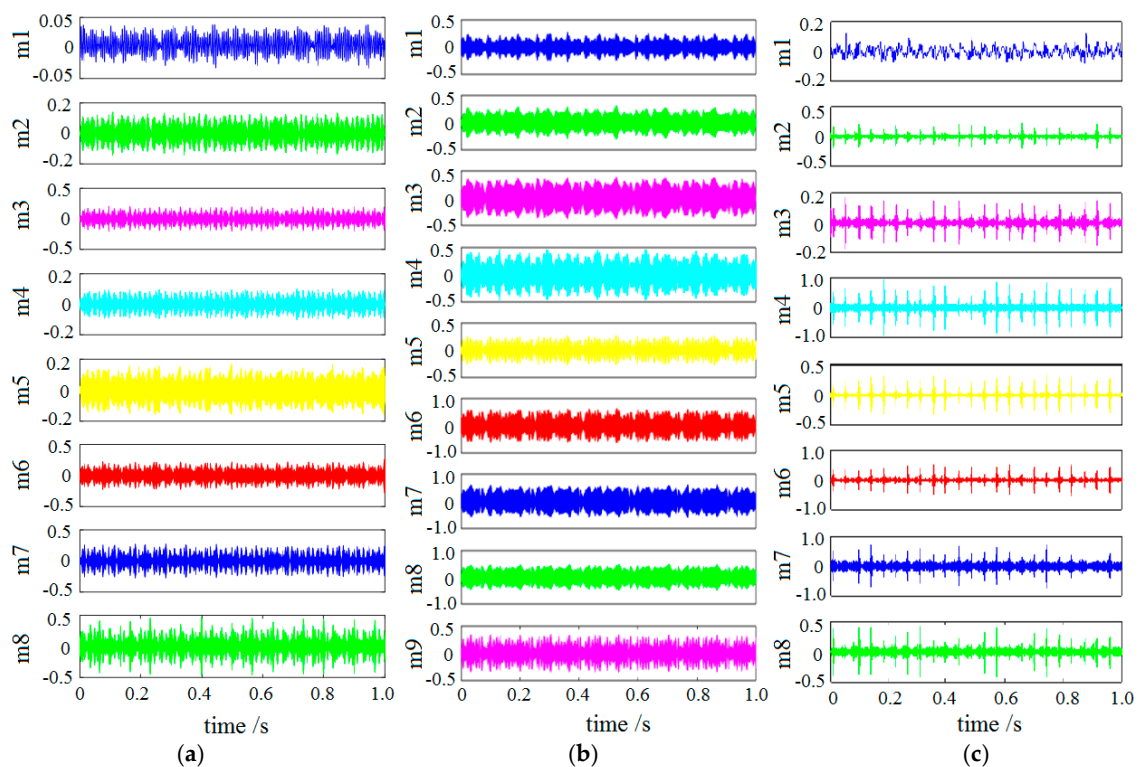 m1 0.05 0 -0.05
m2 0.2 0 -0.2
m3 0.5 0 -0.5
m4 0.2 0 -0.2
m5 0.2 0 -0.2
m6 0.5 0 -0.5
m7 0.5 0 -0.5
m8 0.5 0 -0.5
0 0.2 0.4 0.6 0.8 1.0
time /s
(a)
m1 0.5 0 -0.5
m2 0.5 0 -0.5
m3 0.5 0 -0.5
m4 0.5 0 -0.5
m5 0.5 0 -0.5
m6 1.0 0 -1.0
m7 1.0 0 -1.0
m8 1.0 0 -1.0
m9 0.5 0 -0.5
0 0.2 0.4 0.6 0.8 1.0
time /s
(b)
m1 0.2 0 -0.2
m2 0.5 0 -0.5
m3 0.2 0 -0.2
m4 1.0 0 -1.0
m5 0.5 0 -0.5
m6 1.0 0 -1.0
m7 1.0 0 -1.0
m8 0.5 0 -0.5
0 0.2 0.4 0.6 0.8 1.0
time /s
(c)